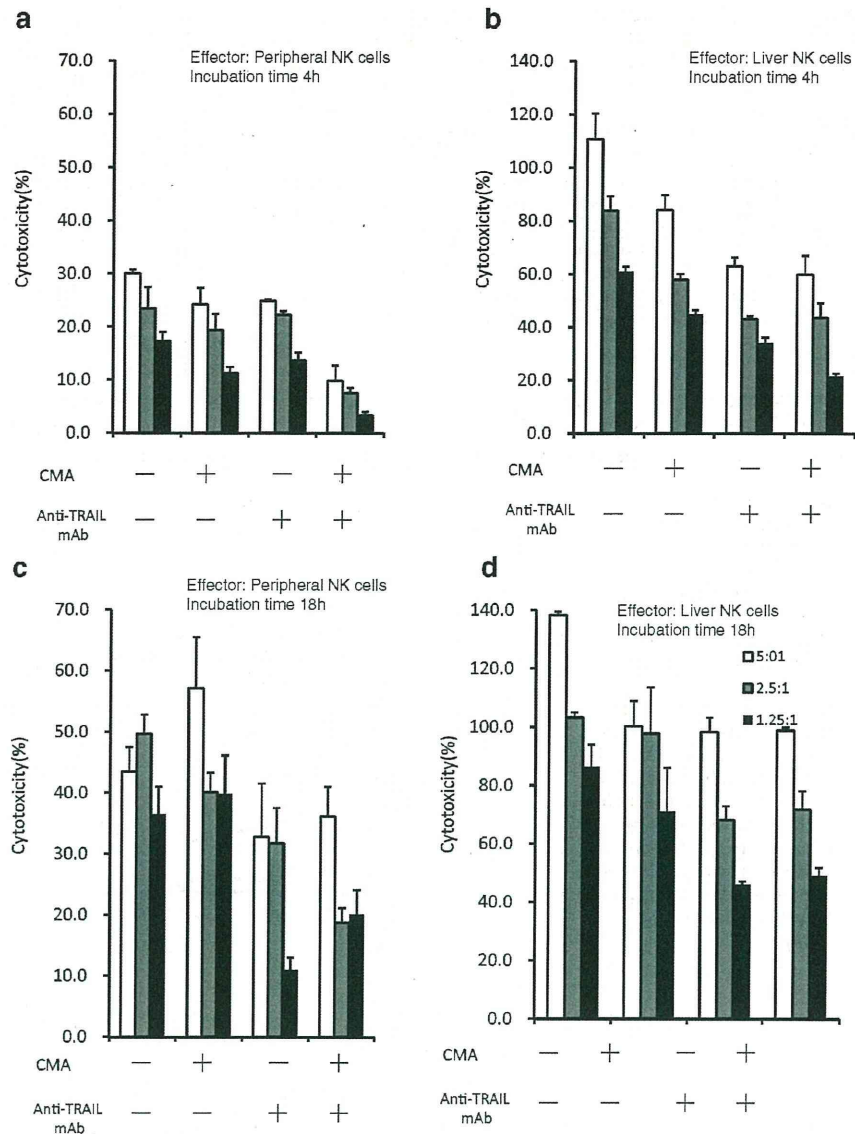 a
Effector: Peripheral NK cells
Incubation time 4h
Cytotoxicity(%)
70.0
60.0
50.0
40.0
30.0
20.0
10.0
0.0
CMA — + — +
Anti-TRAIL
mAb — — + +
b
Effector: Liver NK cells
Incubation time 4h
Cytotoxicity(%)
140.0
120.0
100.0
80.0
60.0
40.0
20.0
0.0
CMA — + — +
Anti-TRAIL
mAb — — + +
c
Effector: Peripheral NK cells
Incubation time 18h
Cytotoxicity(%)
70.0
60.0
50.0
40.0
30.0
20.0
10.0
0.0
CMA — + — +
Anti-TRAIL
mAb — — + +
d
Effector: Liver NK cells
Incubation time 18h
5:01
2.5:1
1.25:1
Cytotoxicity(%)
140.0
120.0
100.0
80.0
60.0
40.0
20.0
0.0
CMA — + — +
Anti-TRAIL
mAb — — + +